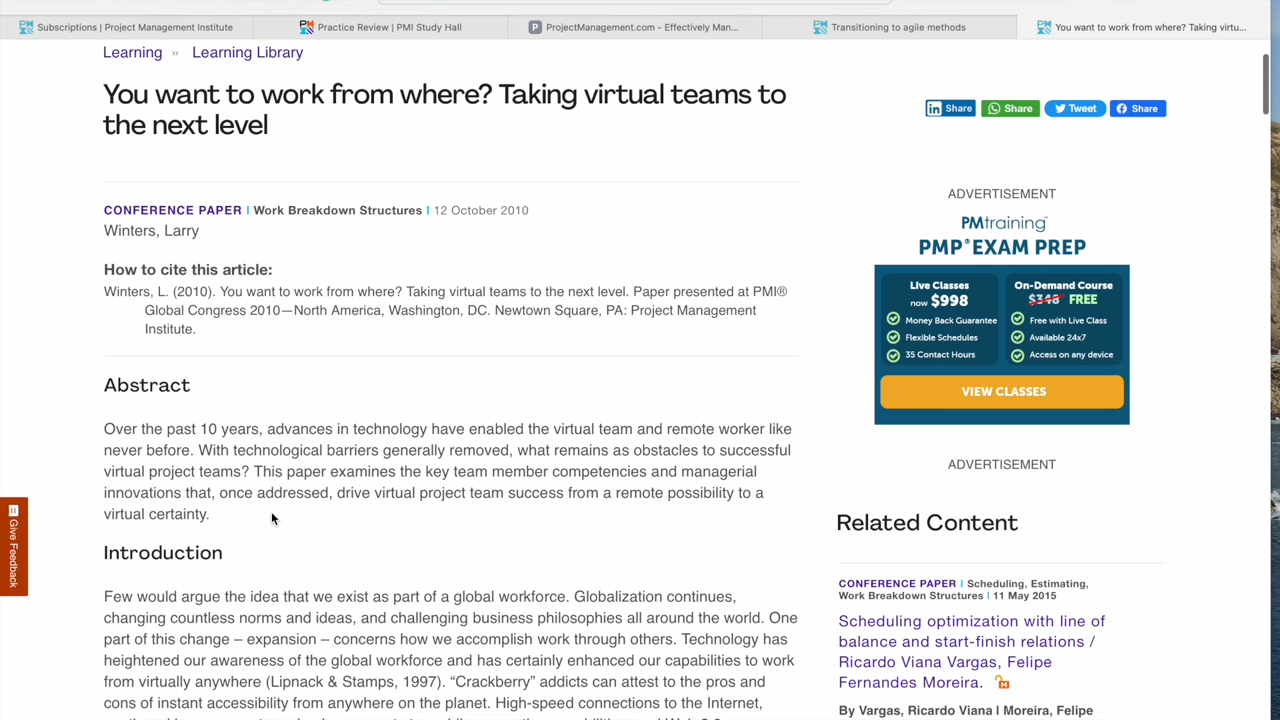 Subscriptions | Project Management Institute
Practice Review | PMI Study Hall
ProjectManagement.com - Effectively Man...
Transitioning to agile methods
You want to work from where? Taking virtu...
Learning » Learning Library
You want to work from where? Taking virtual teams to
the next level
Share
Share
Tweet
Share
CONFERENCE PAPER | Work Breakdown Structures | 12 October 2010
Winters, Larry
How to cite this article:
Winters, L. (2010). You want to work from where? Taking virtual teams to the next level. Paper presented at PMI®
Global Congress 2010—North America, Washington, DC. Newtown Square, PA: Project Management
Institute.
Abstract
Over the past 10 years, advances in technology have enabled the virtual team and remote worker like
never before. With technological barriers generally removed, what remains as obstacles to successful
virtual project teams? This paper examines the key team member competencies and managerial
innovations that, once addressed, drive virtual project team success from a remote possibility to a
virtual certainty.
Introduction
Few would argue the idea that we exist as part of a global workforce. Globalization continues,
changing countless norms and ideas, and challenging business philosophies all around the world. One
part of this change – expansion – concerns how we accomplish work through others. Technology has
heightened our awareness of the global workforce and has certainly enhanced our capabilities to work
from virtually anywhere (Lipnack & Stamps, 1997). “Crackberry” addicts can attest to the pros and
cons of instant accessibility from anywhere on the planet. High-speed connections to the Internet,
Give Feedback
ADVERTISEMENT
PMtraining
PMP® EXAM PREP
Live Classes
now $998
Money Back Guarantee
Flexible Schedules
35 Contact Hours
On-Demand Course
$348 FREE
Free with Live Class
Available 24x7
Access on any device
VIEW CLASSES
ADVERTISEMENT
Related Content
CONFERENCE PAPER | Scheduling, Estimating,
Work Breakdown Structures | 11 May 2015
Scheduling optimization with line of
balance and start-finish relations /
Ricardo Viana Vargas, Felipe
Fernandes Moreira.
By Vargas, Ricardo Viana | Moreira, Felipe